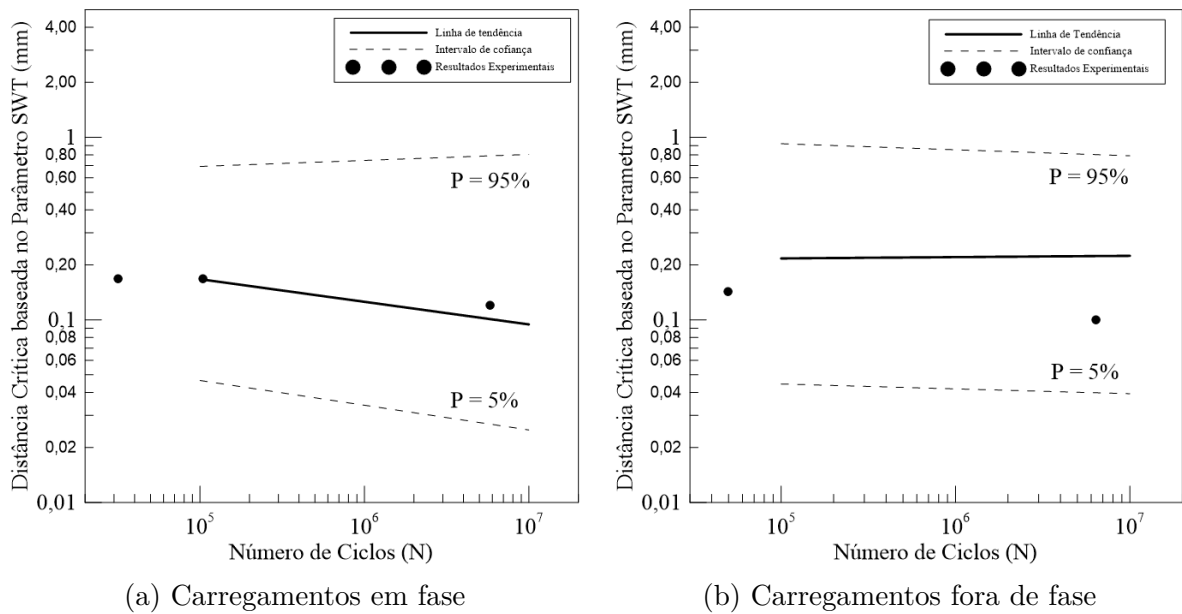 Distância Crítica baseada no Parâmetro SWT (mm)
4,00
2,00
1
0,80
0,60
0,40
0,20
0.1
0,08
0,06
0,04
0,02
0,01
Linha de tendência
Intervalo de cofiança
Resultados Experimentais
P = 95%
P = 5%
10^5
10^6
10^7
Número de Ciclos (N)
(a) Carregamentos em fase
Distância Crítica baseada no Parametro SWT (mm)
4,00
2,00
1
0,80
0,60
0,40
0,20
0.1
0,08
0,06
0,04
0,02
0,01
Linha de Tendência
Intervalo de confiança
Resultados Experimentais
P = 95%
P = 5%
10^5
10^6
10^7
Número de Ciclos (N)
(b) Carregamentos fora de fase